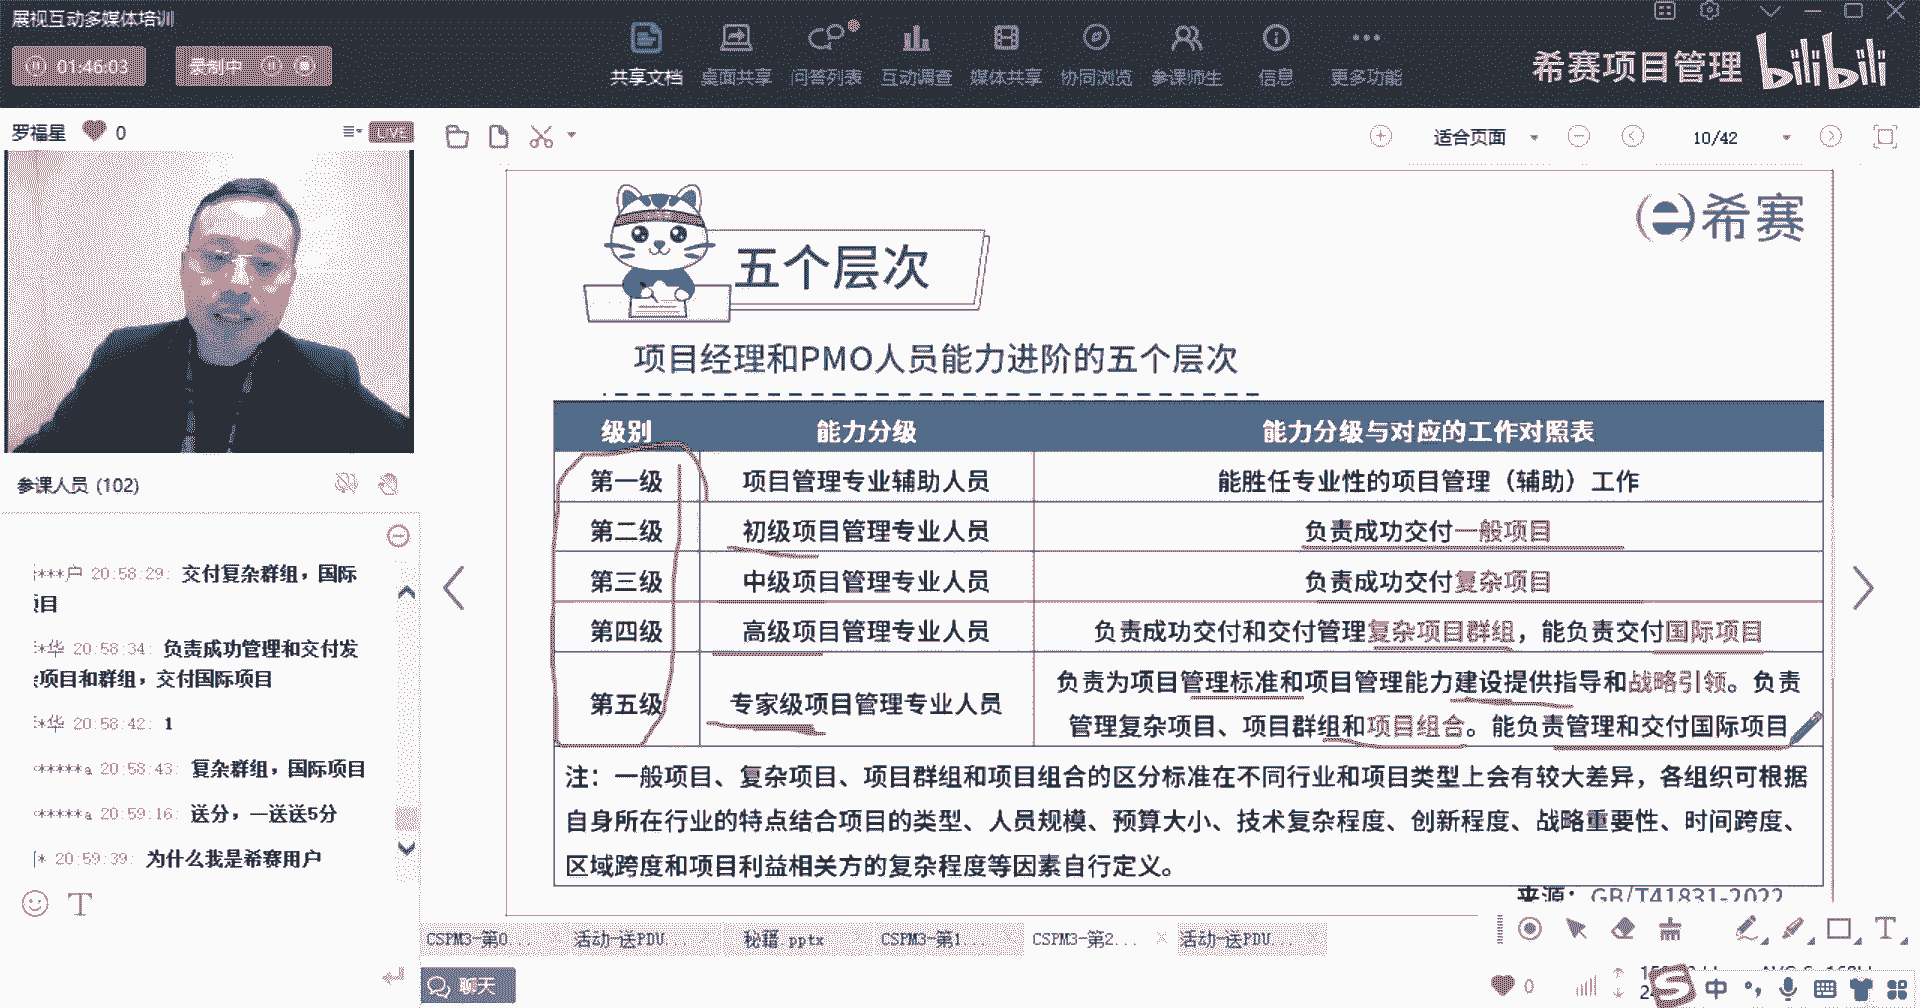 展视互动多媒体培训
01:46:03
录制中
共享文档 桌面共享 问答列表 互动调查 媒体共享 协同浏览 参课师生 信息 更多功能
希赛项目管理 bilibili
罗福星 0
LIVE
适合页面
10/42
希赛
五个层次
项目经理和PMO人员能力进阶的五个层次
级别 能力分级 能力分级与对应的工作对照表
第一级 项目管理专业辅助人员 能胜任专业性的项目管理（辅助）工作
第二级 初级项目管理专业人员 负责成功交付一般项目
第三级 中级项目管理专业人员 负责成功交付复杂项目
第四级 高级项目管理专业人员 负责成功交付和交付管理复杂项目群组，能负责交付国际项目
第五级 专家级项目管理专业人员 负责为项目管理标准和项目管理能力建设提供指导和战略引领。负责
管理复杂项目、项目群组和项目组合。能负责管理和交付国际项目
注：一般项目、复杂项目、项目群组和项目组合的区分标准在不同行业和项目类型上会有较大差异，各组织可根据
自身所在行业的特点结合项目的类型、人员规模、预算大小、技术复杂程度、创新程度、战略重要性、时间跨度、
区域跨度和项目利益相关方的复杂程度等因素自行定义。
来源：GB/T41831-2022
参课人员 (102)
***户 20:58:29: 交付复杂群组，国际
项目
*华 20:58:34: 负责成功管理和交付发
项目和群组，交付国际项目
*华 20:58:42: 1
*****a 20:58:43: 复杂群组，国际项目
*****a 20:59:16: 送分，一送送5分
* 20:59:39: 为什么我是希赛用户
CSPM3-第0... 活动-送PDU... 秘籍.pptx CSPM3-第1... CSPM3-第2... 活动-送PDU...
聊天
0
中